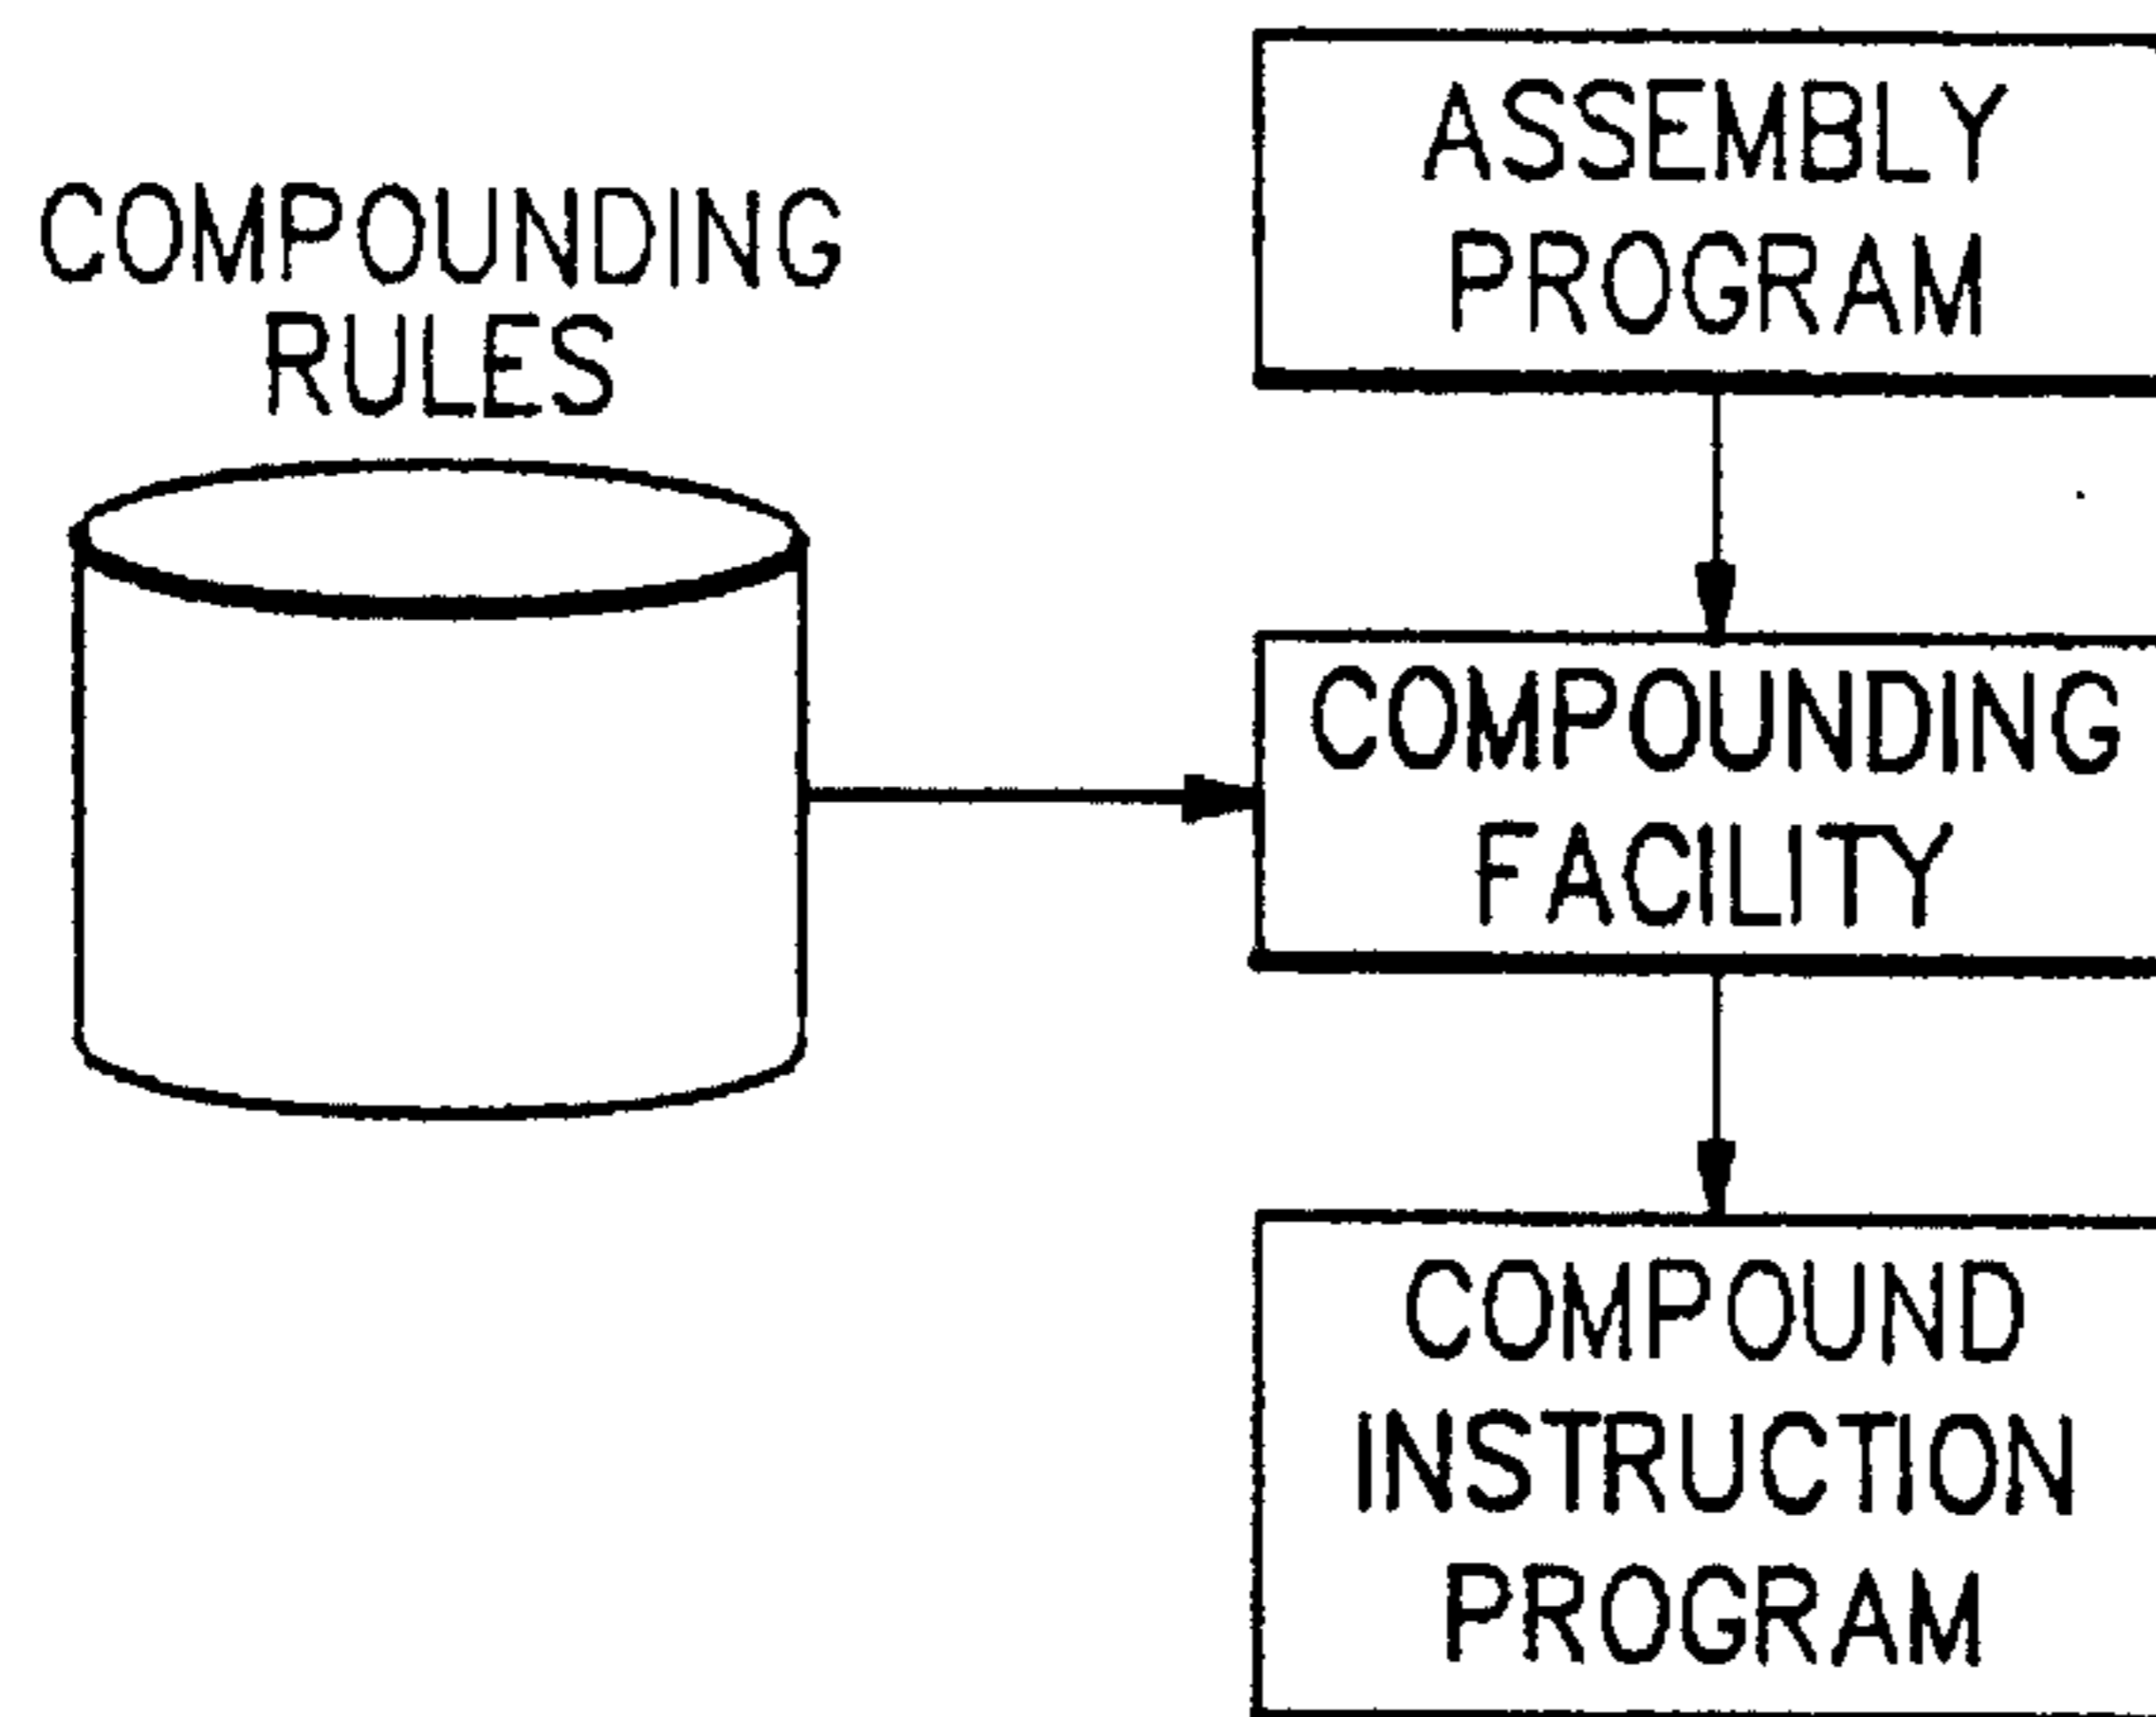 COMPOUNDING
RULES
ASSEMBLY
PROGRAM
COMPOUNDING
FACILITY
COMPOUND
INSTRUCTION
PROGRAM